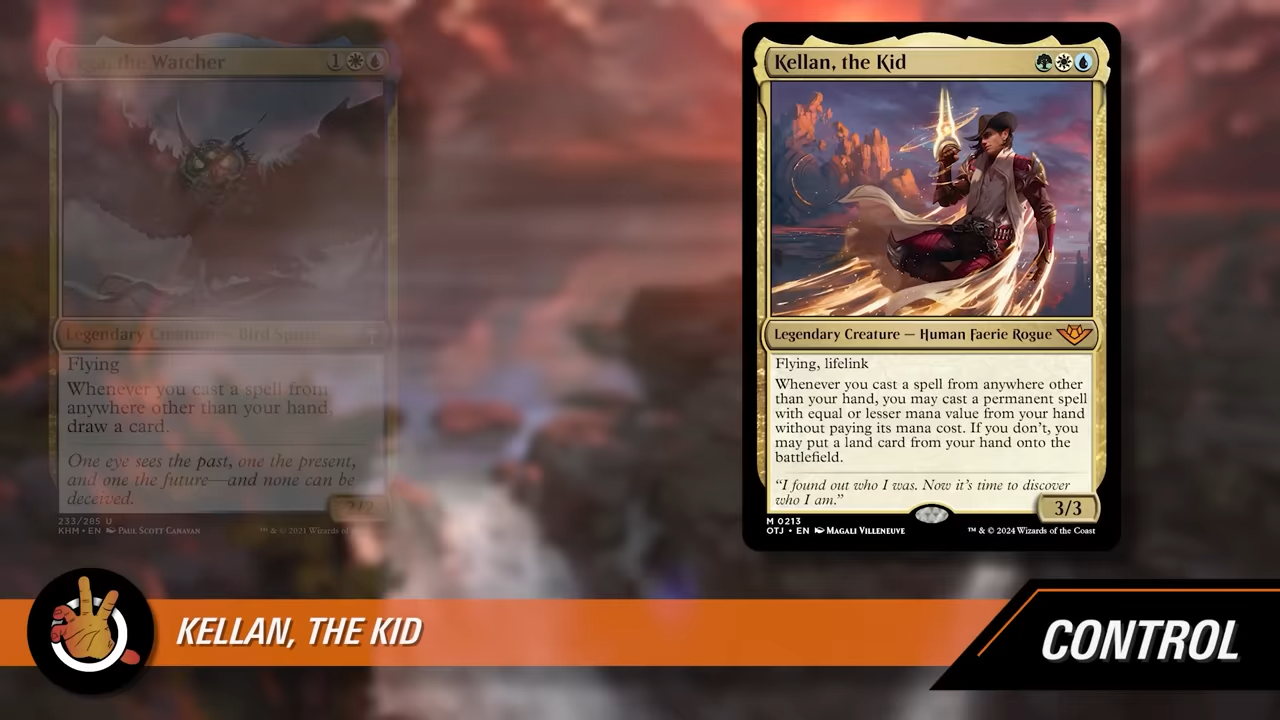 the Watcher
1
Legendary Creature — Bird Spirit
Flying
Whenever you cast a spell from
anywhere other than your hand,
draw a card.
One eye sees the past, one the present,
and one the future—and none can be
deceived.
233/285 U
KHM • EN Paul Scott Canavan
™ & © 2021 Wizards of
Kellan, the Kid
Legendary Creature — Human Faerie Rogue
Flying, lifelink
Whenever you cast a spell from anywhere other
than your hand, you may cast a permanent spell
with equal or lesser mana value from your hand
without paying its mana cost. If you don't, you
may put a land card from your hand onto the
battlefield.
“I found out who I was. Now it's time to discover
who I am.”
3/3
M 0213
OTJ • EN Magali Villeneuve
™ & © 2024 Wizards of the Coast
KELLAN, THE KID
CONTROL